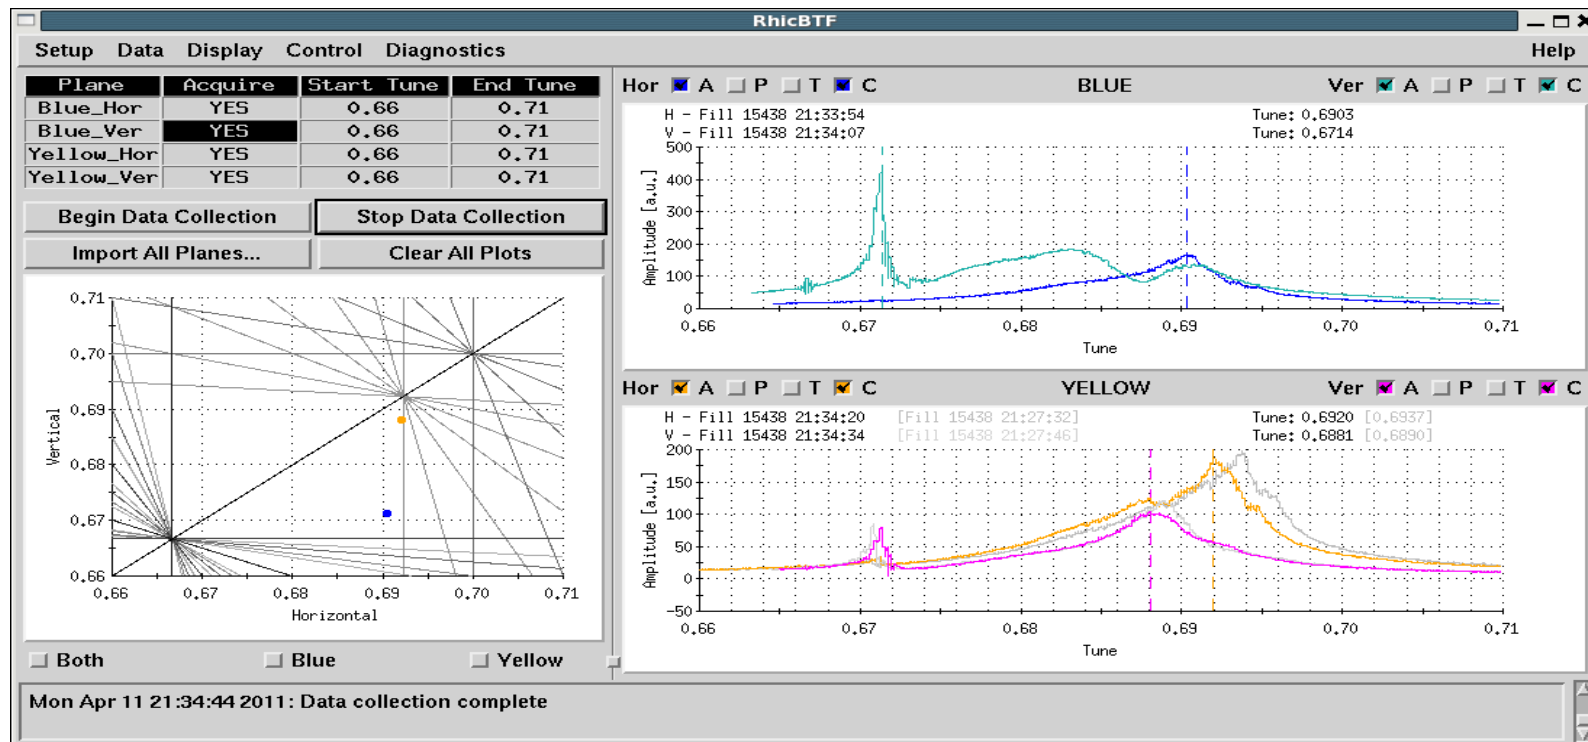 RhicBTF
Setup Data Display Control Diagnostics Help
Plane Acquire Start Tune End Tune
Blue_Hor YES 0.66 0.71
Blue_Ver YES 0.66 0.71
Yellow_Hor YES 0.66 0.71
Yellow_Ver YES 0.66 0.71
Begin Data Collection Stop Data Collection
Import All Planes... Clear All Plots
0.71
0.70
0.69
0.68
0.67
0.66
Vertical
0.66 0.67 0.68 0.69 0.70 0.71
Horizontal
Both Blue Yellow
Hor A P T C BLUE Ver A P T C
H - Fill 15438 21:33:54 Tune: 0.6903
V - Fill 15438 21:34:07 Tune: 0.6714
500
400
300
200
100
0
Amplitude [a.u.]
0.66 0.67 0.68 0.69 0.70 0.71
Tune
Hor A P T C YELLOW Ver A P T C
H - Fill 15438 21:34:20 [Fill 15438 21:27:32] Tune: 0.6920 [0.6937]
V - Fill 15438 21:34:34 [Fill 15438 21:27:46] Tune: 0.6881 [0.6890]
200
150
100
50
0
-50
Amplitude [a.u.]
0.66 0.67 0.68 0.69 0.70 0.71
Tune
Mon Apr 11 21:34:44 2011: Data collection complete